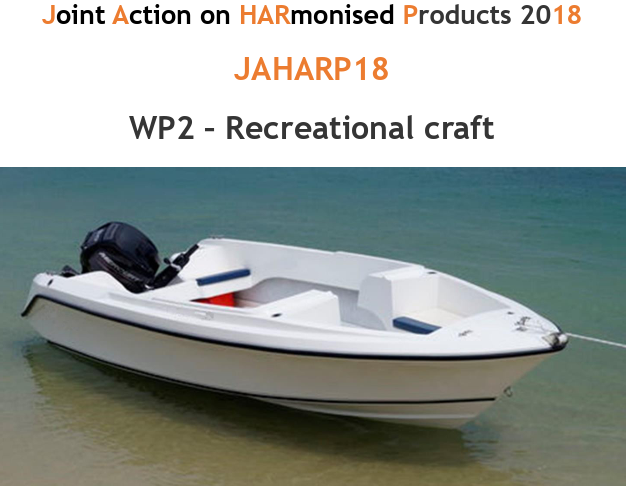 Joint Action on HARmonised Products 2018
JAHARP18
WP2 – Recreational craft